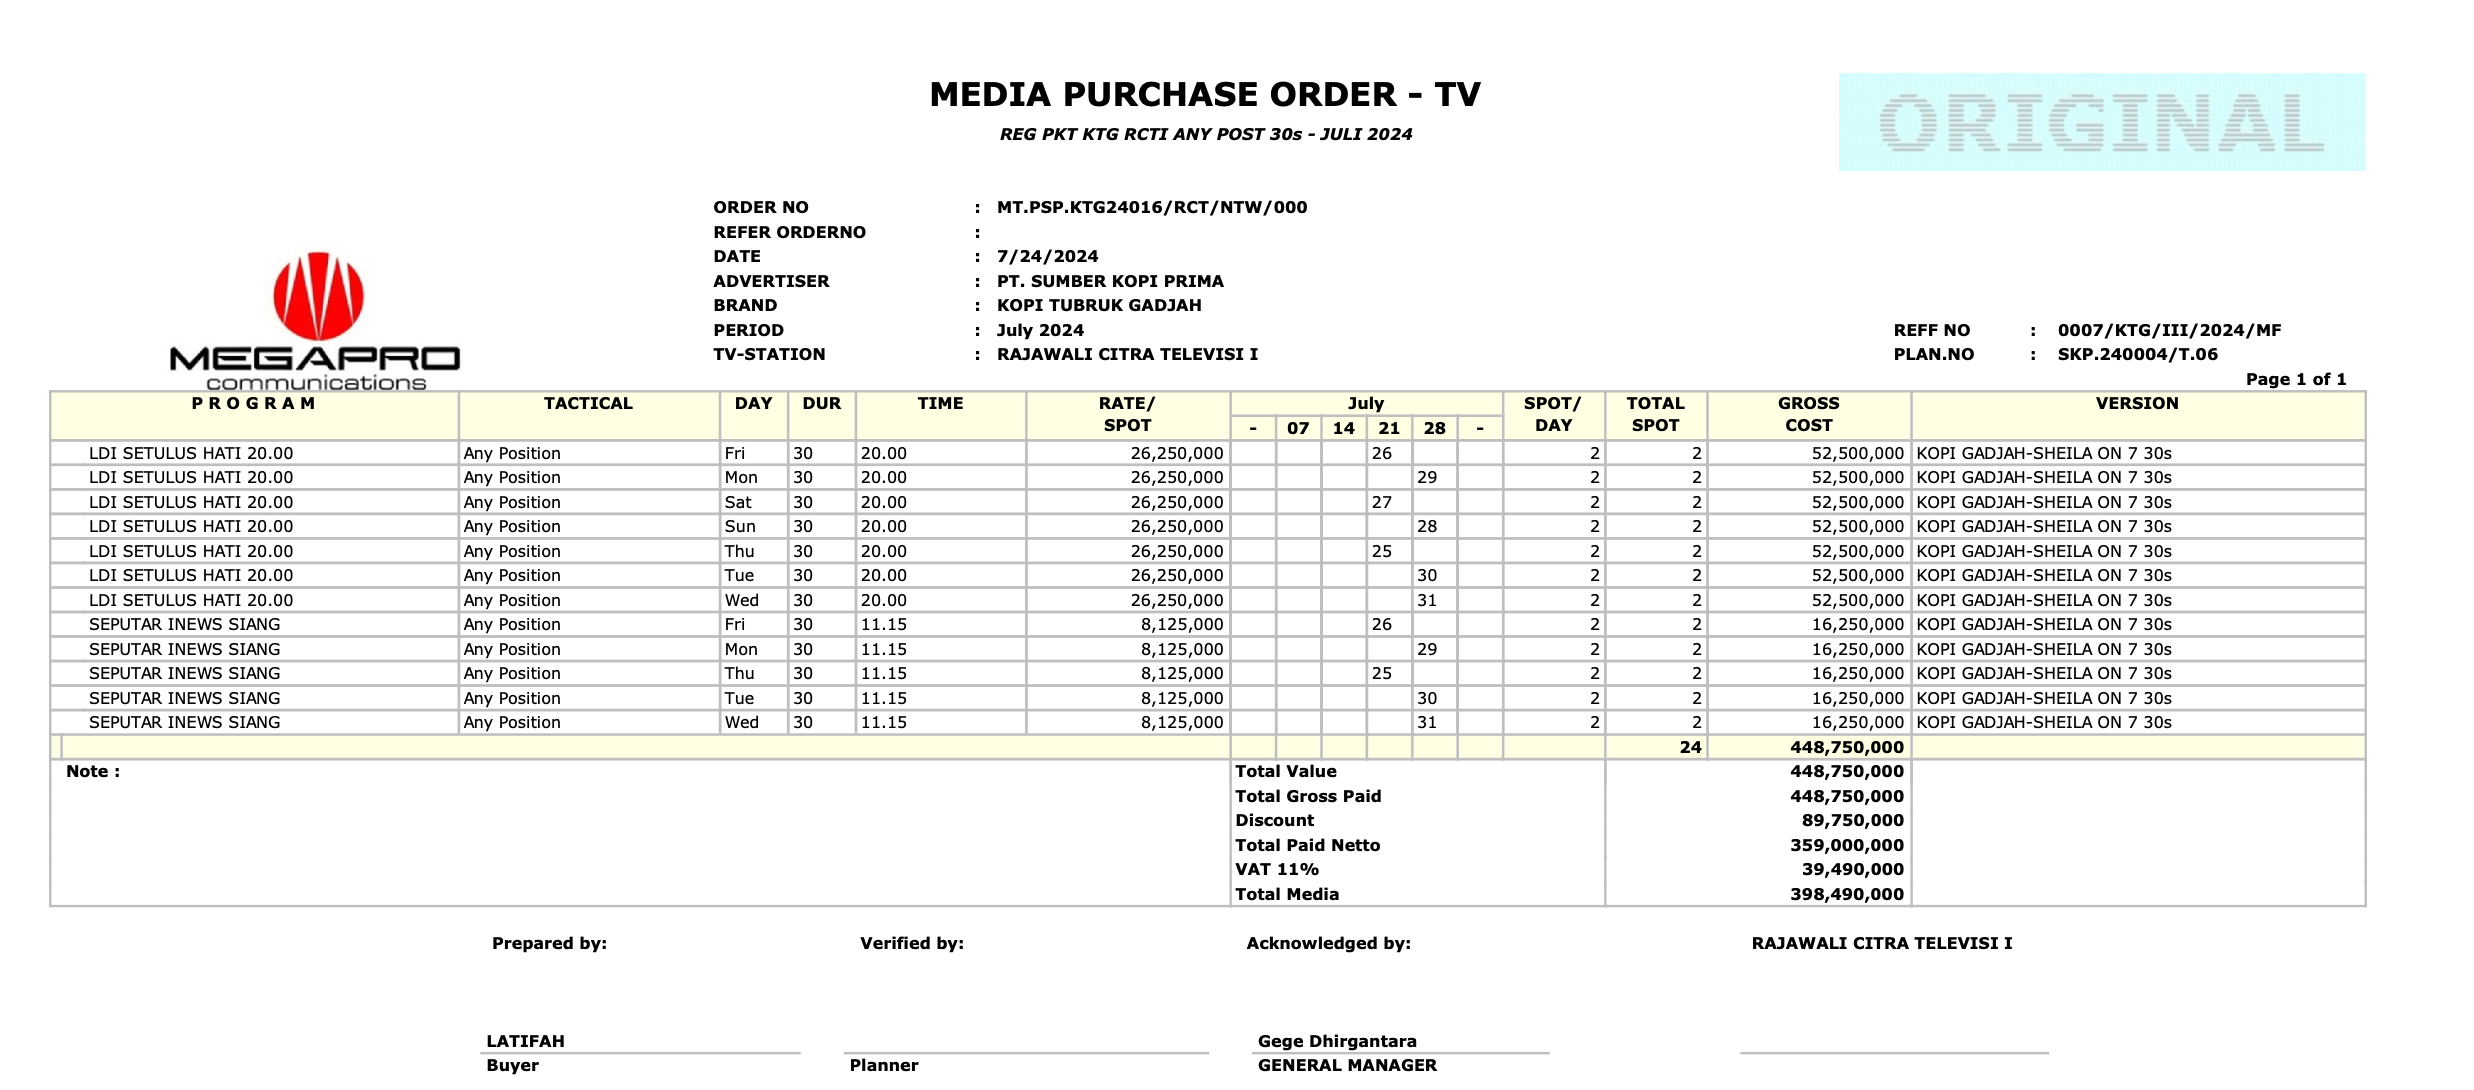 MEDIA PURCHASE ORDER - TV
ORIGINAL
REG PKT KTG RCTI ANY POST 30s - JULI 2024
MEGAPRO
communications
ORDER NO : MT.PSP.KTG24016/RCT/NTW/000
REFER ORDERNO :
DATE : 7/24/2024
ADVERTISER : PT. SUMBER KOPI PRIMA
BRAND : KOPI TUBRUK GADJAH
PERIOD : July 2024 REFF NO : 0007/KTG/III/2024/MF
TV-STATION : RAJAWALI CITRA TELEVISI I PLAN.NO : SKP.240004/T.06
Page 1 of 1
P R O G R A M TACTICAL DAY DUR TIME RATE/ July SPOT/ TOTAL GROSS VERSION
SPOT - 07 14 21 28 - DAY SPOT COST
LDI SETULUS HATI 20.00 Any Position Fri 30 20.00 26,250,000 26 2 2 52,500,000 KOPI GADJAH-SHEILA ON 7 30s
LDI SETULUS HATI 20.00 Any Position Mon 30 20.00 26,250,000 29 2 2 52,500,000 KOPI GADJAH-SHEILA ON 7 30s
LDI SETULUS HATI 20.00 Any Position Sat 30 20.00 26,250,000 27 2 2 52,500,000 KOPI GADJAH-SHEILA ON 7 30s
LDI SETULUS HATI 20.00 Any Position Sun 30 20.00 26,250,000 28 2 2 52,500,000 KOPI GADJAH-SHEILA ON 7 30s
LDI SETULUS HATI 20.00 Any Position Thu 30 20.00 26,250,000 25 2 2 52,500,000 KOPI GADJAH-SHEILA ON 7 30s
LDI SETULUS HATI 20.00 Any Position Tue 30 20.00 26,250,000 30 2 2 52,500,000 KOPI GADJAH-SHEILA ON 7 30s
LDI SETULUS HATI 20.00 Any Position Wed 30 20.00 26,250,000 31 2 2 52,500,000 KOPI GADJAH-SHEILA ON 7 30s
SEPUTAR INEWS SIANG Any Position Fri 30 11.15 8,125,000 26 2 2 16,250,000 KOPI GADJAH-SHEILA ON 7 30s
SEPUTAR INEWS SIANG Any Position Mon 30 11.15 8,125,000 29 2 2 16,250,000 KOPI GADJAH-SHEILA ON 7 30s
SEPUTAR INEWS SIANG Any Position Thu 30 11.15 8,125,000 25 2 2 16,250,000 KOPI GADJAH-SHEILA ON 7 30s
SEPUTAR INEWS SIANG Any Position Tue 30 11.15 8,125,000 30 2 2 16,250,000 KOPI GADJAH-SHEILA ON 7 30s
SEPUTAR INEWS SIANG Any Position Wed 30 11.15 8,125,000 31 2 2 16,250,000 KOPI GADJAH-SHEILA ON 7 30s
24 448,750,000
Note : Total Value 448,750,000
Total Gross Paid 448,750,000
Discount 89,750,000
Total Paid Netto 359,000,000
VAT 11% 39,490,000
Total Media 398,490,000
Prepared by: Verified by: Acknowledged by: RAJAWALI CITRA TELEVISI I
LATIFAH Gege Dhirgantara
Buyer Planner GENERAL MANAGER